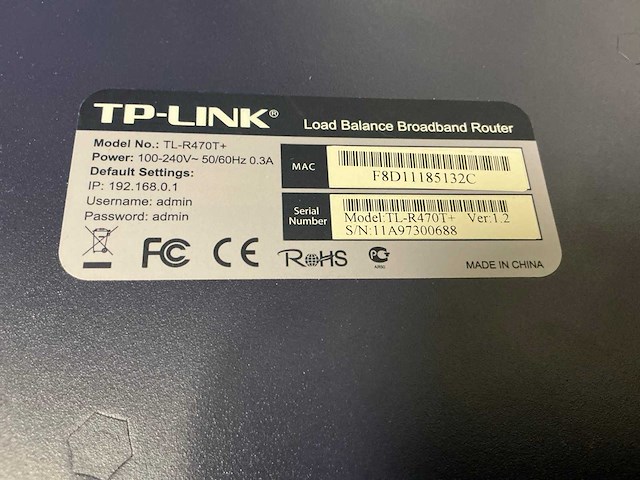 TP-LINK®
Load Balance Broadband Router
Model No.: TL-R470T+
Power: 100-240V~ 50/60Hz 0.3A
Default Settings:
IP: 192.168.0.1
Username: admin
Password: admin
MAC
F8D11185132C
Serial Number
Model:TL-R470T+ Ver:1.2
S/N:11A97300688
FC CE RoHS
MADE IN CHINA